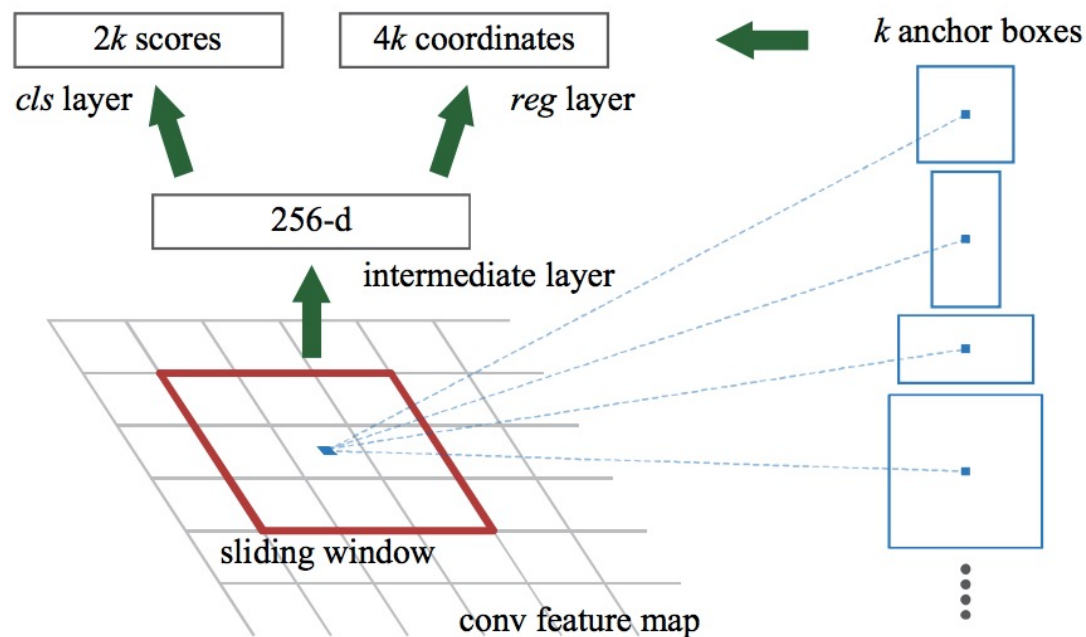 2k scores
4k coordinates
k anchor boxes
cls layer
reg layer
256-d
intermediate layer
sliding window
conv feature map